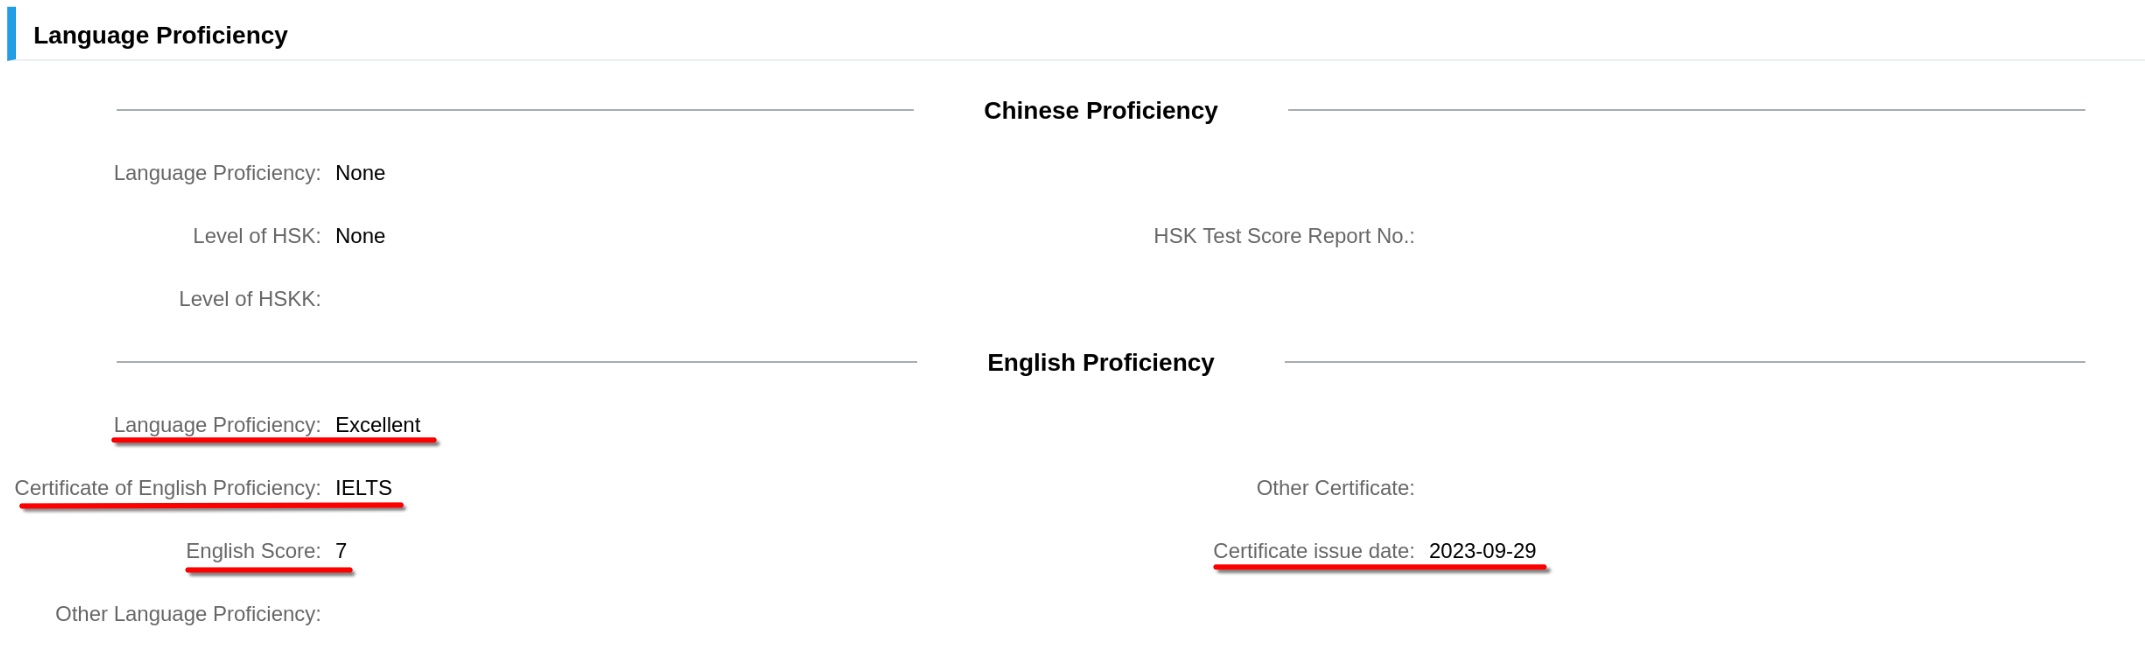 Language Proficiency
Chinese Proficiency
Language Proficiency: None
Level of HSK: None HSK Test Score Report No.:
Level of HSKK:
English Proficiency
Language Proficiency: Excellent
Certificate of English Proficiency: IELTS Other Certificate:
English Score: 7 Certificate issue date: 2023-09-29
Other Language Proficiency: